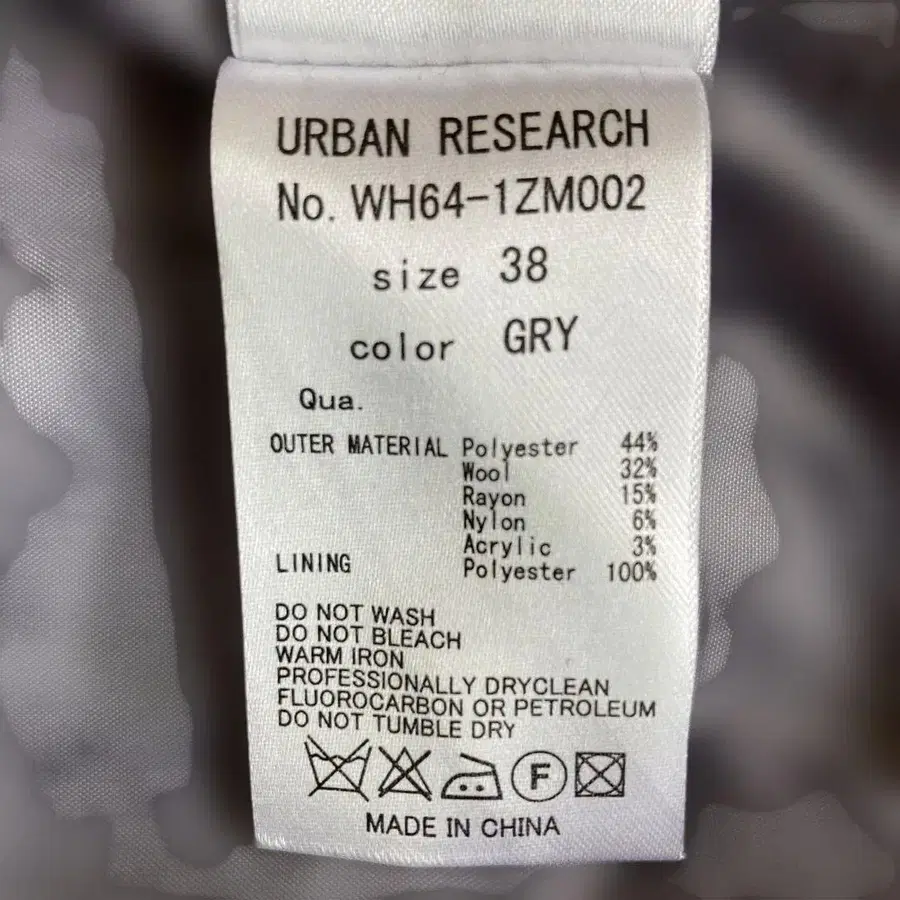 URBAN RESEARCH
No. WH64-1ZM002
size 38
color GRY
Qua.
OUTER MATERIAL Polyester 44%
Wool 32%
Rayon 15%
Nylon 6%
Acrylic 3%
LINING Polyester 100%
DO NOT WASH
DO NOT BLEACH
WARM IRON
PROFESSIONALLY DRYCLEAN
FLUOROCARBON OR PETROLEUM
DO NOT TUMBLE DRY
F
MADE IN CHINA